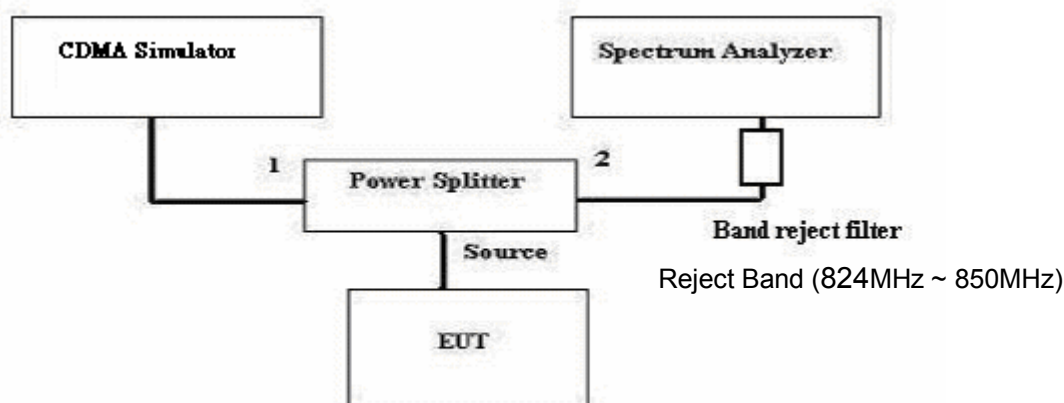 CDMA Simulator
Spectrum Analyzer
1
2
Power Splitter
Band reject filter
Source
Reject Band (824MHz ~ 850MHz)
EUT